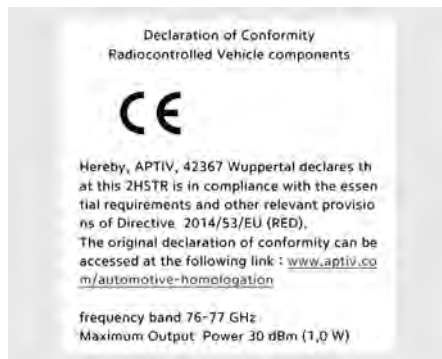 Declaration of Conformity
Radiocontrolled Vehicle components
CE
Hereby, APTIV, 42367 Wuppertal declares th
at this 2HSTR is in compliance with the essen
tial requirements and other relevant provisio
ns of Directive 2014/53/EU (RED).
The original declaration of conformity can be
accessed at the following link : www.aptiv.co
m/automotive-homologation
frequency band 76-77 GHz
Maximum Output Power 30 dBm (1,0 W)